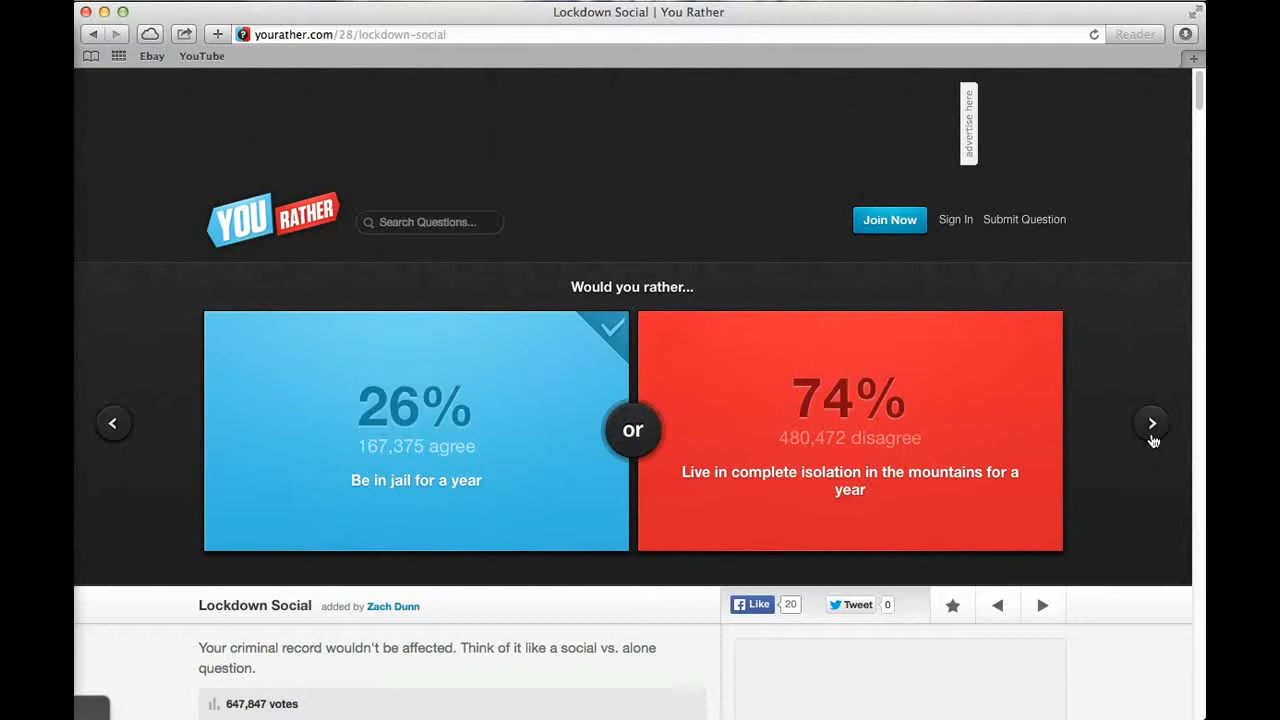 Lockdown Social | You Rather
yourather.com/28/lockdown-social
Reader
Ebay
YouTube
advertise here
YOU RATHER
Search Questions...
Join Now
Sign In
Submit Question
Would you rather...
26%
167,375 agree
Be in jail for a year
or
74%
480,472 disagree
Live in complete isolation in the mountains for a
year
Lockdown Social added by Zach Dunn
Like
20
Tweet
0
Your criminal record wouldn't be affected. Think of it like a social vs. alone
question.
647,847 votes